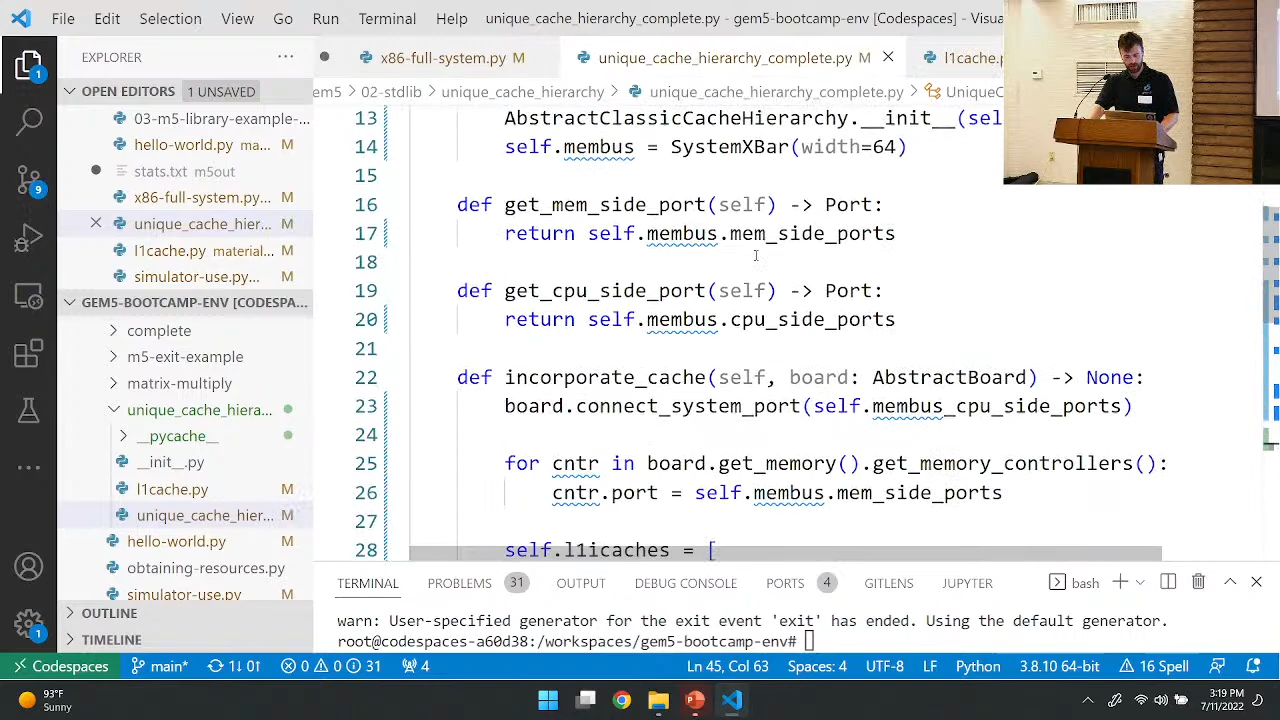 File Edit Selection View Go Run Terminal Help unique_cache_hierarchy_complete.py - gem5-bootcamp-env [Codespaces] - Visua
EXPLORER ···
x86-full-system.py M unique_cache_hierarchy_complete.py M l1cache.p
em5 > 02-stdlib > unique_cache_hierarchy > unique_cache_hierarchy_complete.py > UniqueC
OPEN EDITORS 1 UNSAVED
03-m5-library-example-...
hello-world.py ma... M
stats.txt m5out
x86-full-system.py... M
unique_cache_hier... M
l1cache.py material... M
simulator-use.py... M
GEM5-BOOTCAMP-ENV [CODESPA...
complete
m5-exit-example
matrix-multiply
unique_cache_hiera...
__pycache__
__init__.py
l1cache.py M
unique_cache_hier... M
hello-world.py M
obtaining-resources.py
simulator-use.py M
OUTLINE
TIMELINE
13 AbstractClassicCacheHierarchy.__init__(sel
14 self.membus = SystemXBar(width=64)
15
16 def get_mem_side_port(self) -> Port:
17 return self.membus.mem_side_ports
18
19 def get_cpu_side_port(self) -> Port:
20 return self.membus.cpu_side_ports
21
22 def incorporate_cache(self, board: AbstractBoard) -> None:
23 board.connect_system_port(self.membus_cpu_side_ports)
24
25 for cntr in board.get_memory().get_memory_controllers():
26 cntr.port = self.membus.mem_side_ports
27
28 self.l1icaches = [
TERMINAL PROBLEMS 31 OUTPUT DEBUG CONSOLE PORTS 4 GITLENS JUPYTER bash
warn: User-specified generator for the exit event 'exit' has ended. Using the default generator.
root@codespaces-a60d38:/workspaces/gem5-bootcamp-env#
1
9
1
Codespaces main* 1↓ 0↑ 0 0 31 4 Ln 45, Col 63 Spaces: 4 UTF-8 LF Python 3.8.10 64-bit 16 Spell
93°F
Sunny
3:19 PM
7/11/2022